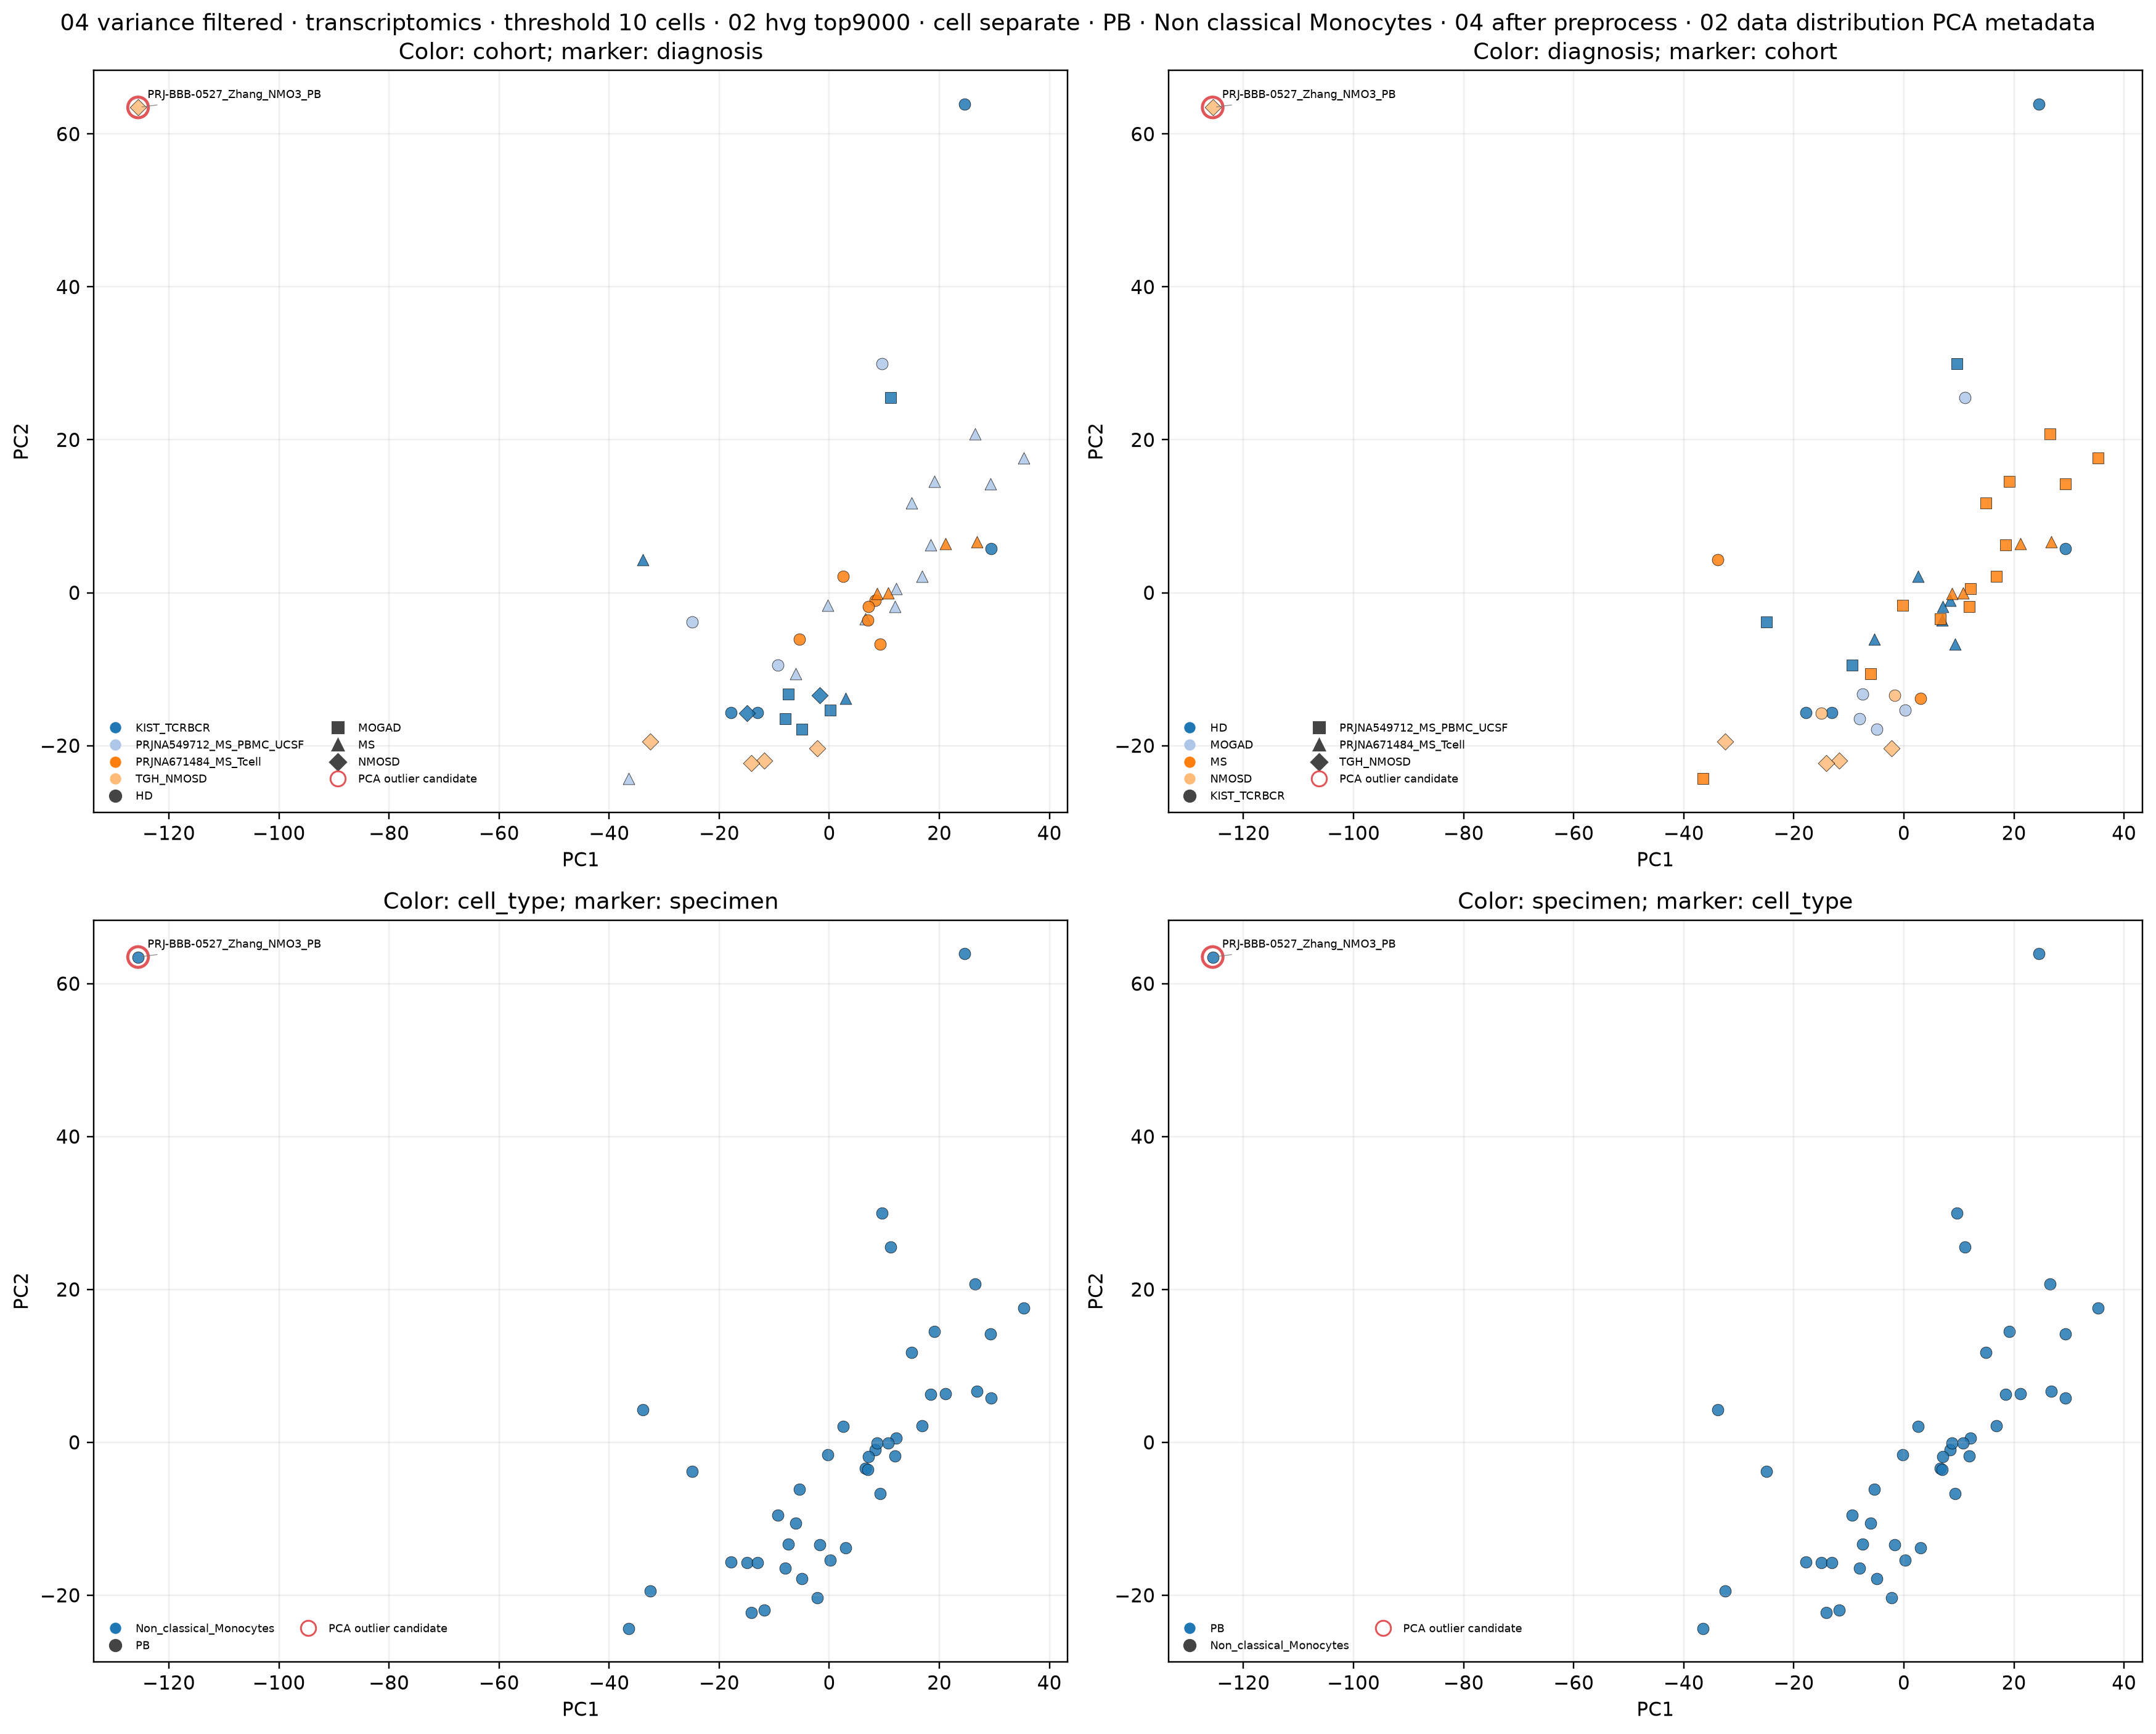 04 variance filtered · transcriptomics · threshold 10 cells · 02 hvg top9000 · cell separate · PB · Non classical Monocytes · 04 after preprocess · 02 data distribution PCA metadata
Color: cohort; marker: diagnosis
PRJ-BBB-0527_Zhang_NMO3_PB
60
40
20
0
−20
PC2
KIST_TCRBCR
PRJNA549712_MS_PBMC_UCSF
PRJNA671484_MS_Tcell
TGH_NMOSD
HD
MOGAD
MS
NMOSD
PCA outlier candidate
−120 −100 −80 −60 −40 −20 0 20 40
PC1
Color: diagnosis; marker: cohort
PRJ-BBB-0527_Zhang_NMO3_PB
60
40
20
0
−20
PC2
HD
MOGAD
MS
NMOSD
KIST_TCRBCR
PRJNA549712_MS_PBMC_UCSF
PRJNA671484_MS_Tcell
TGH_NMOSD
PCA outlier candidate
−120 −100 −80 −60 −40 −20 0 20 40
PC1
Color: cell_type; marker: specimen
PRJ-BBB-0527_Zhang_NMO3_PB
60
40
20
0
−20
PC2
Non_classical_Monocytes
PB
PCA outlier candidate
−120 −100 −80 −60 −40 −20 0 20 40
PC1
Color: specimen; marker: cell_type
PRJ-BBB-0527_Zhang_NMO3_PB
60
40
20
0
−20
PC2
PB
Non_classical_Monocytes
PCA outlier candidate
−120 −100 −80 −60 −40 −20 0 20 40
PC1